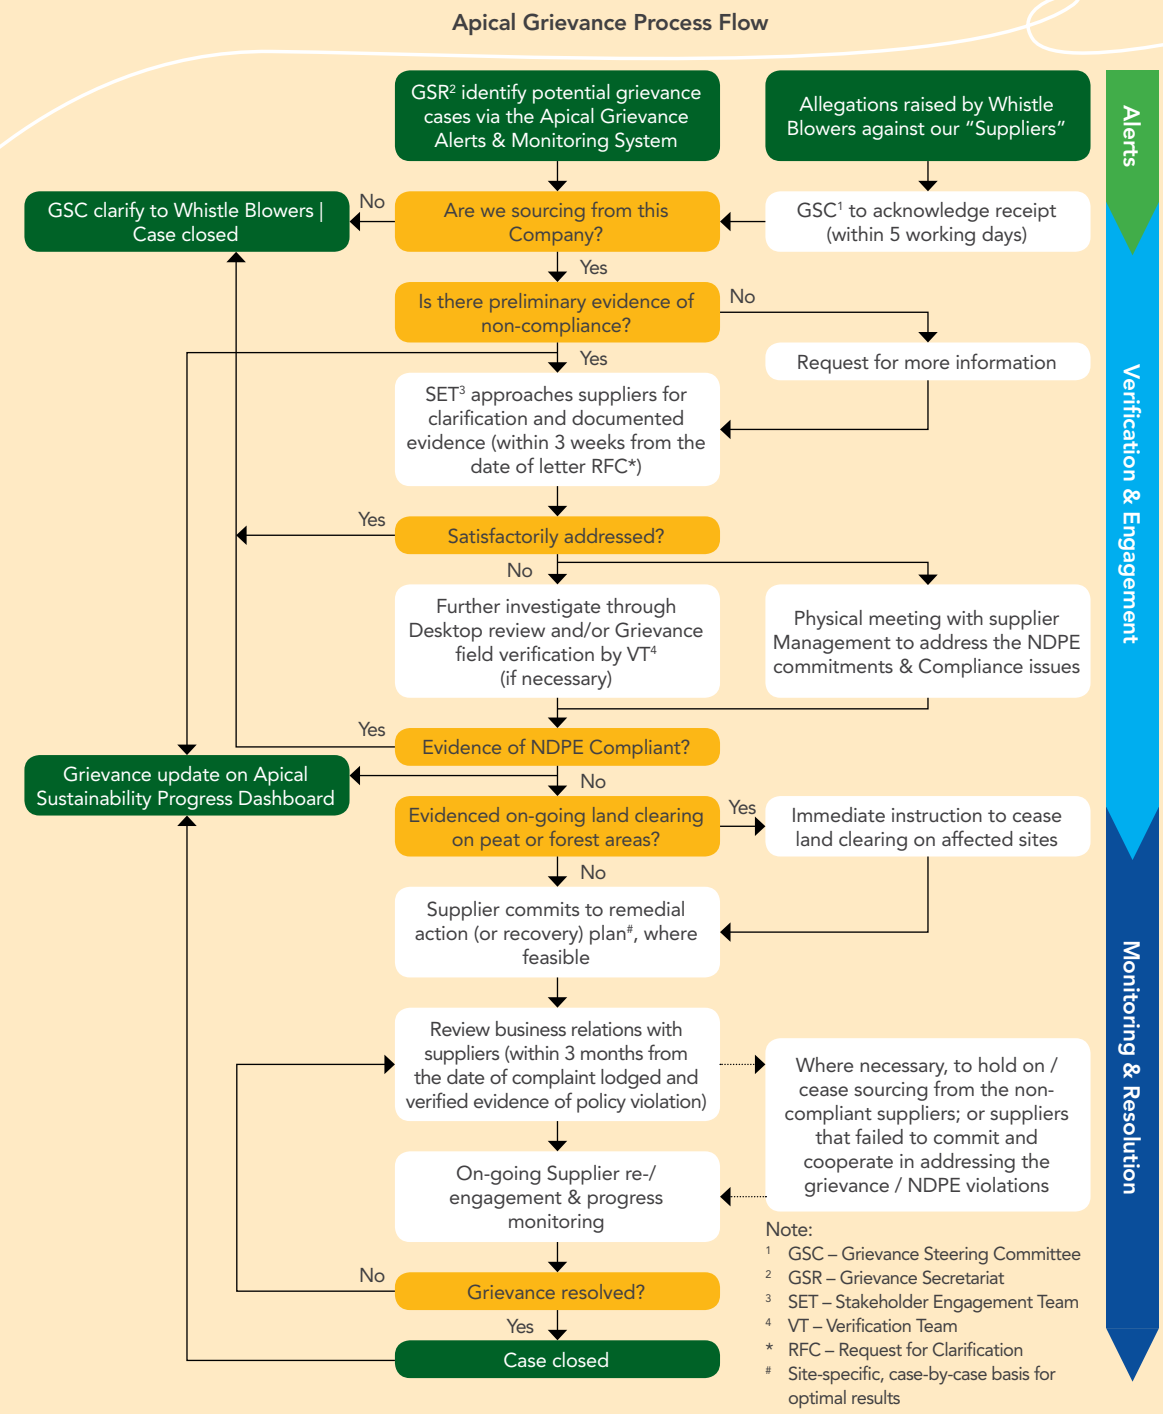 Apical Grievance Process Flow
GSR² identify potential grievance
cases via the Apical Grievance
Alerts & Monitoring System
Allegations raised by Whistle
Blowers against our “Suppliers”
Alerts
GSC clarify to Whistle Blowers |
Case closed
No
Are we sourcing from this
Company?
GSC¹ to acknowledge receipt
(within 5 working days)
Yes
Is there preliminary evidence of
non-compliance?
No
Yes
Request for more information
SET³ approaches suppliers for
clarification and documented
evidence (within 3 weeks from the
date of letter RFC*)
Verification & Engagement
Yes
Satisfactorily addressed?
No
Further investigate through
Desktop review and/or Grievance
field verification by VT⁴
(if necessary)
Physical meeting with supplier
Management to address the NDPE
commitments & Compliance issues
Yes
Evidence of NDPE Compliant?
Grievance update on Apical
Sustainability Progress Dashboard
No
Evidenced on-going land clearing
on peat or forest areas?
Yes
Immediate instruction to cease
land clearing on affected sites
No
Supplier commits to remedial
action (or recovery) plan#, where
feasible
Monitoring & Resolution
Review business relations with
suppliers (within 3 months from
the date of complaint lodged and
verified evidence of policy violation)
Where necessary, to hold on /
cease sourcing from the non-
compliant suppliers; or suppliers
that failed to commit and
cooperate in addressing the
grievance / NDPE violations
On-going Supplier re-/
engagement & progress
monitoring
No
Grievance resolved?
Yes
Case closed
Note:
¹ GSC – Grievance Steering Committee
² GSR – Grievance Secretariat
³ SET – Stakeholder Engagement Team
⁴ VT – Verification Team
* RFC – Request for Clarification
# Site-specific, case-by-case basis for
optimal results